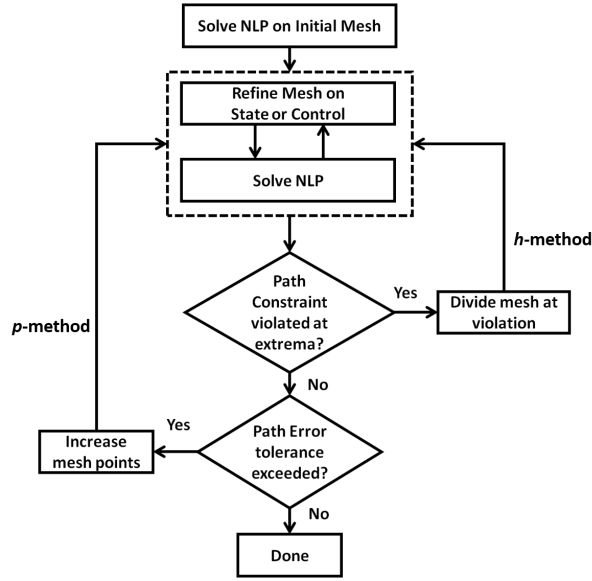 Solve NLP on Initial Mesh
Refine Mesh on
State or Control
Solve NLP
h-method
Path
Constraint
violated at
extrema?
Yes
Divide mesh at
violation
p-method
No
Yes
Path Error
tolerance
exceeded?
Increase
mesh points
No
Done